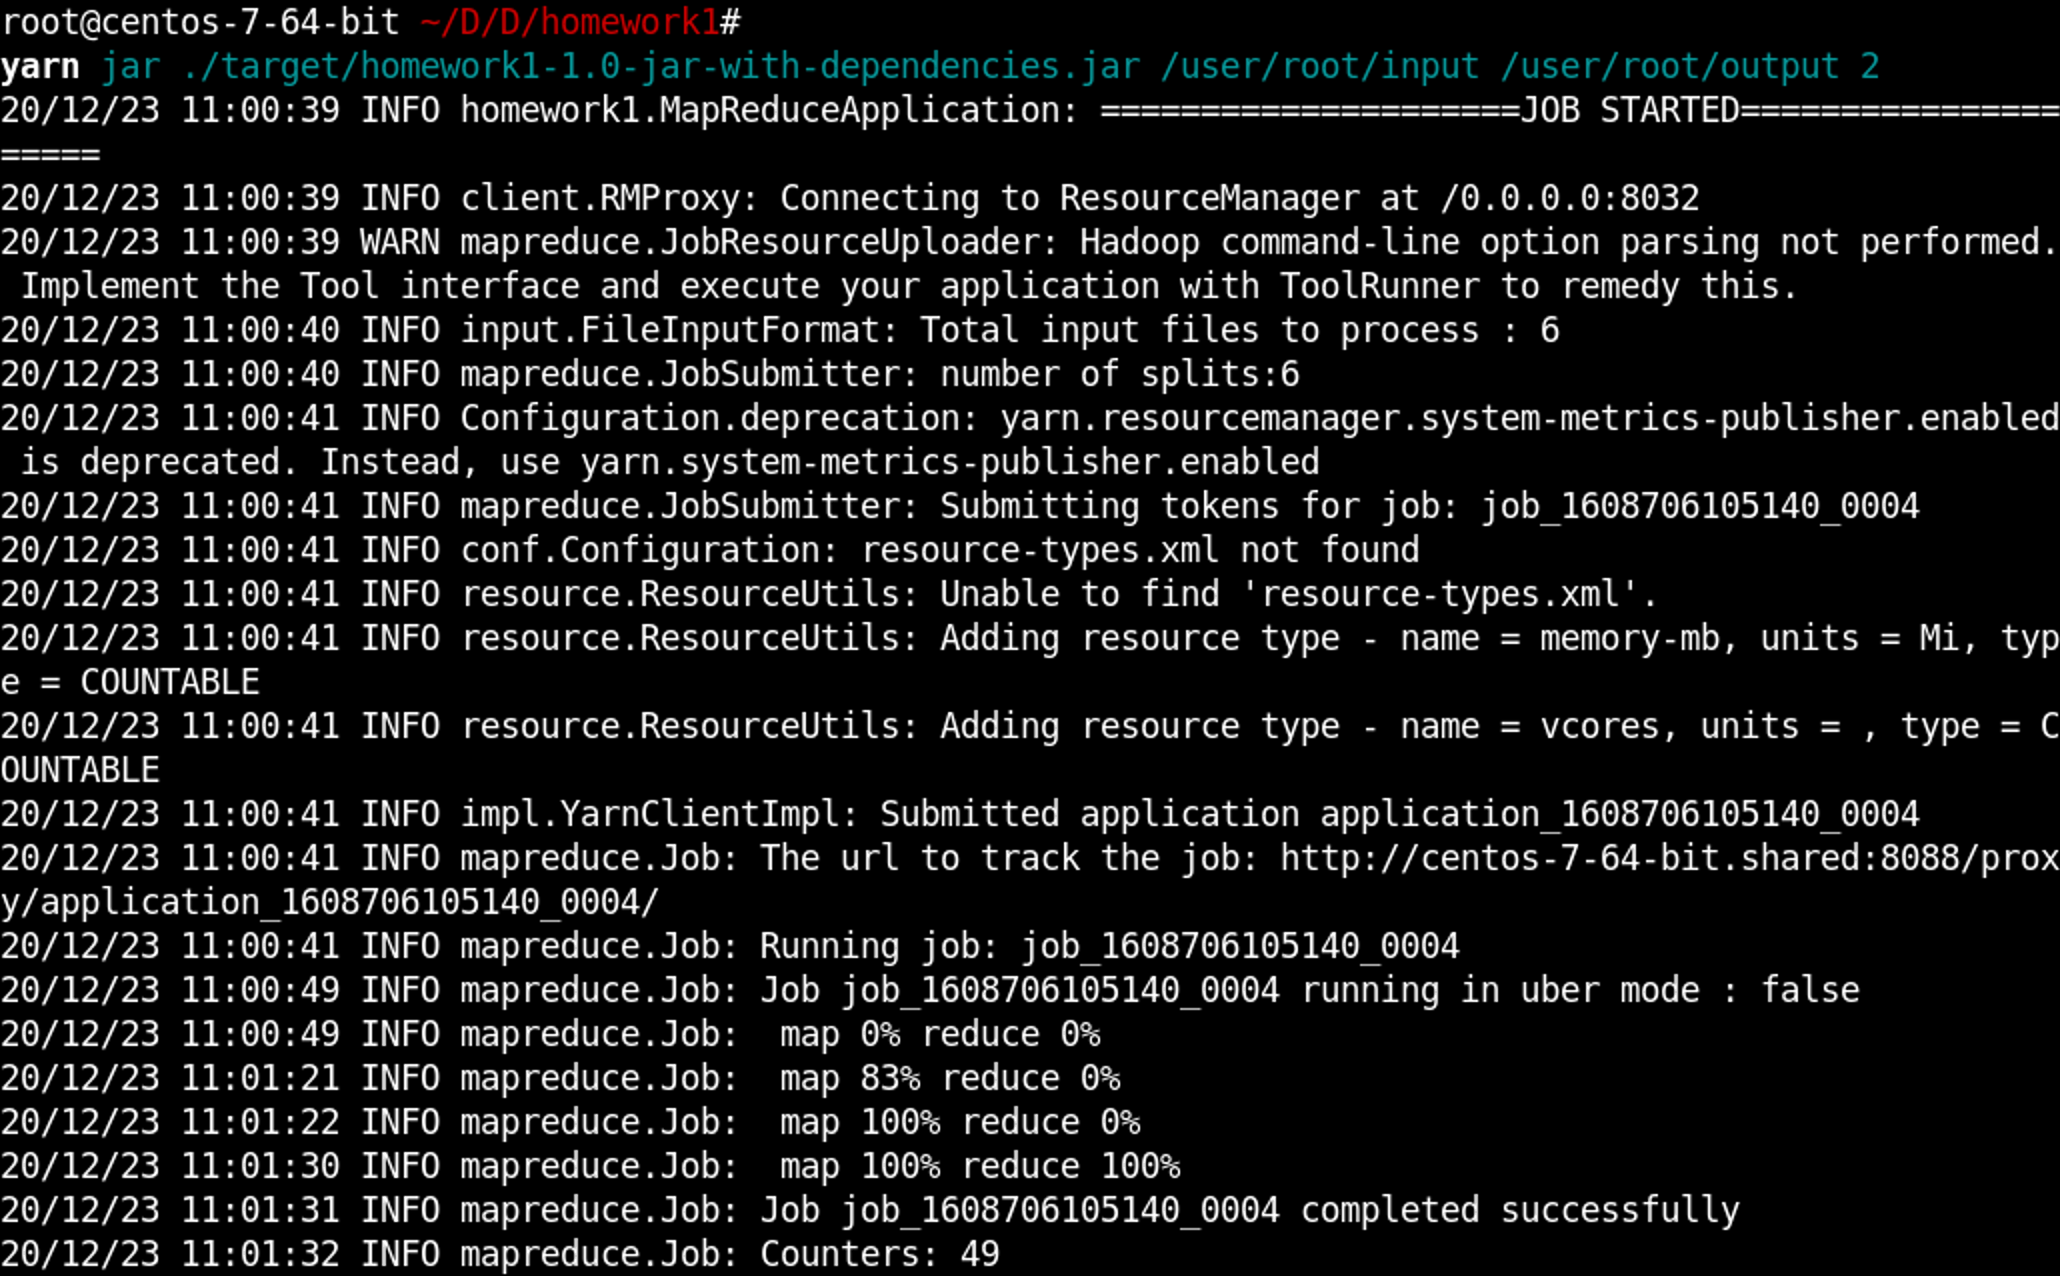 root@centos-7-64-bit ~/D/D/homework1#
yarn jar ./target/homework1-1.0-jar-with-dependencies.jar /user/root/input /user/root/output 2
20/12/23 11:00:39 INFO homework1.MapReduceApplication: =====================JOB STARTED================
=====
20/12/23 11:00:39 INFO client.RMProxy: Connecting to ResourceManager at /0.0.0.0:8032
20/12/23 11:00:39 WARN mapreduce.JobResourceUploader: Hadoop command-line option parsing not performed.
 Implement the Tool interface and execute your application with ToolRunner to remedy this.
20/12/23 11:00:40 INFO input.FileInputFormat: Total input files to process : 6
20/12/23 11:00:40 INFO mapreduce.JobSubmitter: number of splits:6
20/12/23 11:00:41 INFO Configuration.deprecation: yarn.resourcemanager.system-metrics-publisher.enabled
 is deprecated. Instead, use yarn.system-metrics-publisher.enabled
20/12/23 11:00:41 INFO mapreduce.JobSubmitter: Submitting tokens for job: job_1608706105140_0004
20/12/23 11:00:41 INFO conf.Configuration: resource-types.xml not found
20/12/23 11:00:41 INFO resource.ResourceUtils: Unable to find 'resource-types.xml'.
20/12/23 11:00:41 INFO resource.ResourceUtils: Adding resource type - name = memory-mb, units = Mi, typ
e = COUNTABLE
20/12/23 11:00:41 INFO resource.ResourceUtils: Adding resource type - name = vcores, units = , type = C
OUNTABLE
20/12/23 11:00:41 INFO impl.YarnClientImpl: Submitted application application_1608706105140_0004
20/12/23 11:00:41 INFO mapreduce.Job: The url to track the job: http://centos-7-64-bit.shared:8088/prox
y/application_1608706105140_0004/
20/12/23 11:00:41 INFO mapreduce.Job: Running job: job_1608706105140_0004
20/12/23 11:00:49 INFO mapreduce.Job: Job job_1608706105140_0004 running in uber mode : false
20/12/23 11:00:49 INFO mapreduce.Job:  map 0% reduce 0%
20/12/23 11:01:21 INFO mapreduce.Job:  map 83% reduce 0%
20/12/23 11:01:22 INFO mapreduce.Job:  map 100% reduce 0%
20/12/23 11:01:30 INFO mapreduce.Job:  map 100% reduce 100%
20/12/23 11:01:31 INFO mapreduce.Job: Job job_1608706105140_0004 completed successfully
20/12/23 11:01:32 INFO mapreduce.Job: Counters: 49